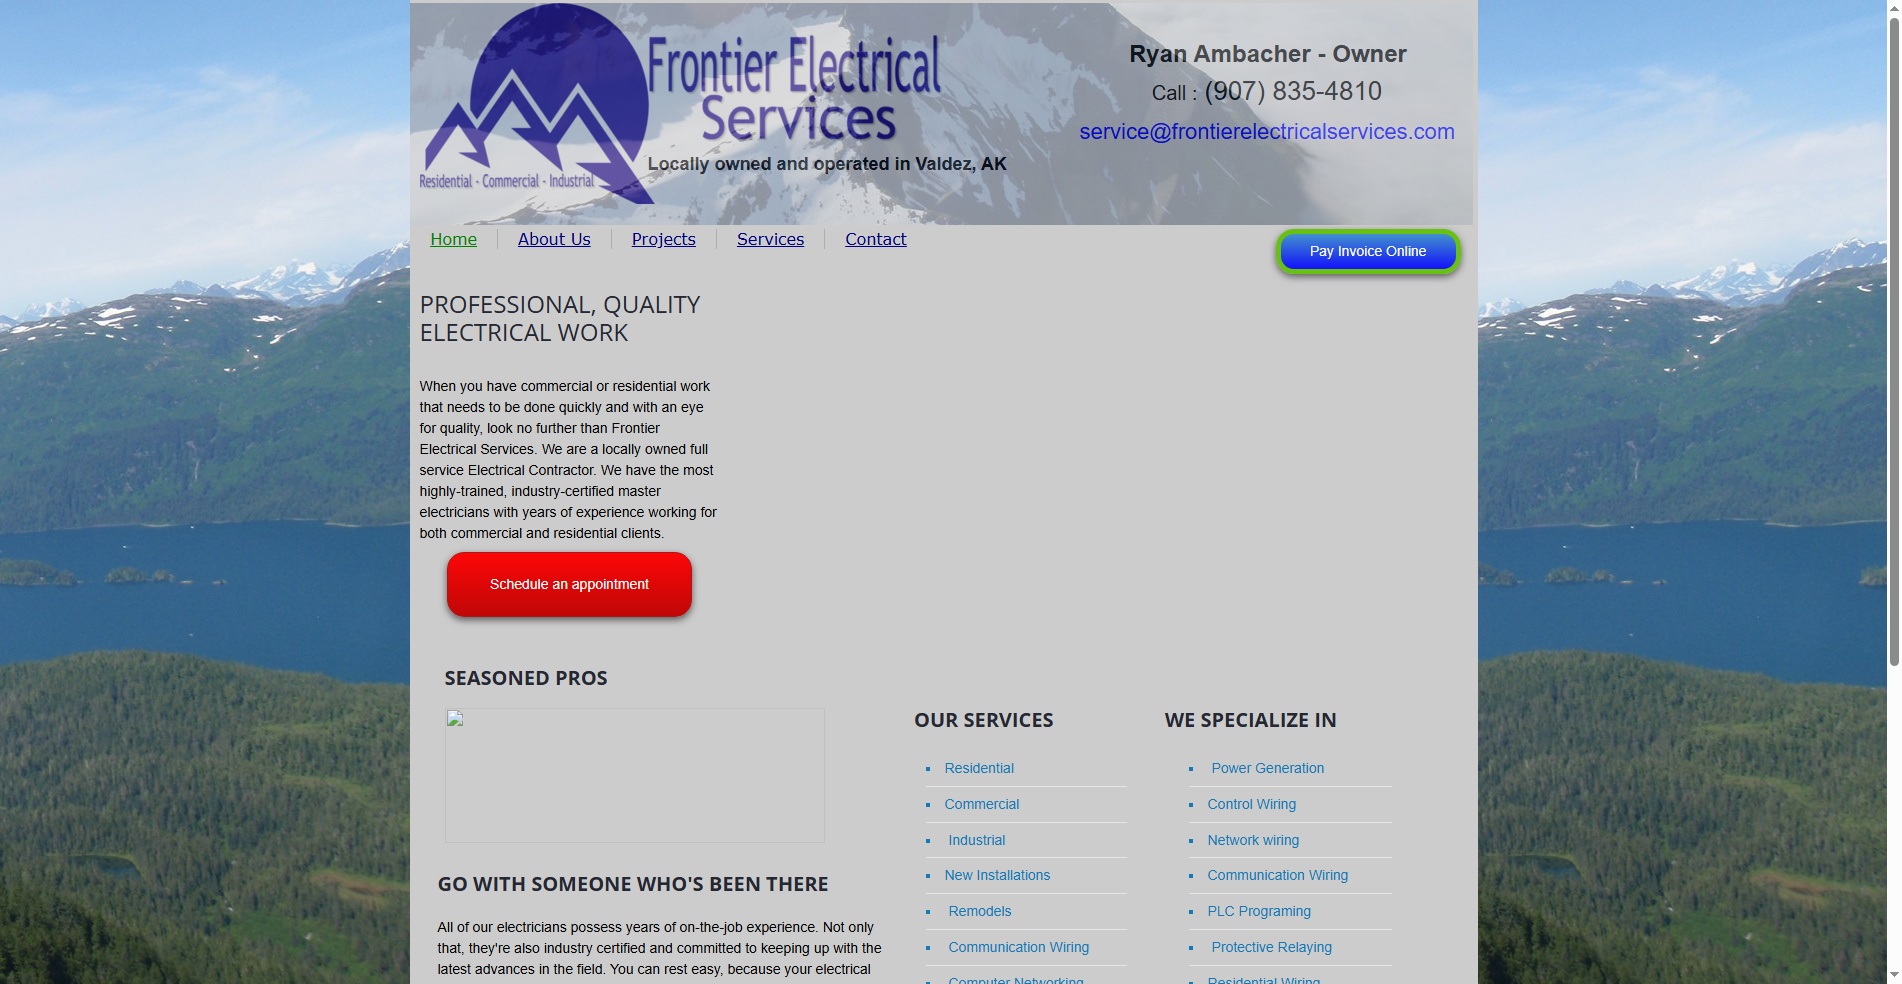 Frontier Electrical
Services
Locally owned and operated in Valdez, AK
Residential - Commercial - Industrial
Ryan Ambacher - Owner
Call : (907) 835-4810
service@frontierelectricalservices.com
Home
About Us
Projects
Services
Contact
Pay Invoice Online
PROFESSIONAL, QUALITY
ELECTRICAL WORK
When you have commercial or residential work
that needs to be done quickly and with an eye
for quality, look no further than Frontier
Electrical Services. We are a locally owned full
service Electrical Contractor. We have the most
highly-trained, industry-certified master
electricians with years of experience working for
both commercial and residential clients.
Schedule an appointment
SEASONED PROS
GO WITH SOMEONE WHO'S BEEN THERE
All of our electricians possess years of on-the-job experience. Not only
that, they're also industry certified and committed to keeping up with the
latest advances in the field. You can rest easy, because your electrical
OUR SERVICES
Residential
Commercial
Industrial
New Installations
Remodels
Communication Wiring
Computer Networking
WE SPECIALIZE IN
Power Generation
Control Wiring
Network wiring
Communication Wiring
PLC Programing
Protective Relaying
Residential Wiring